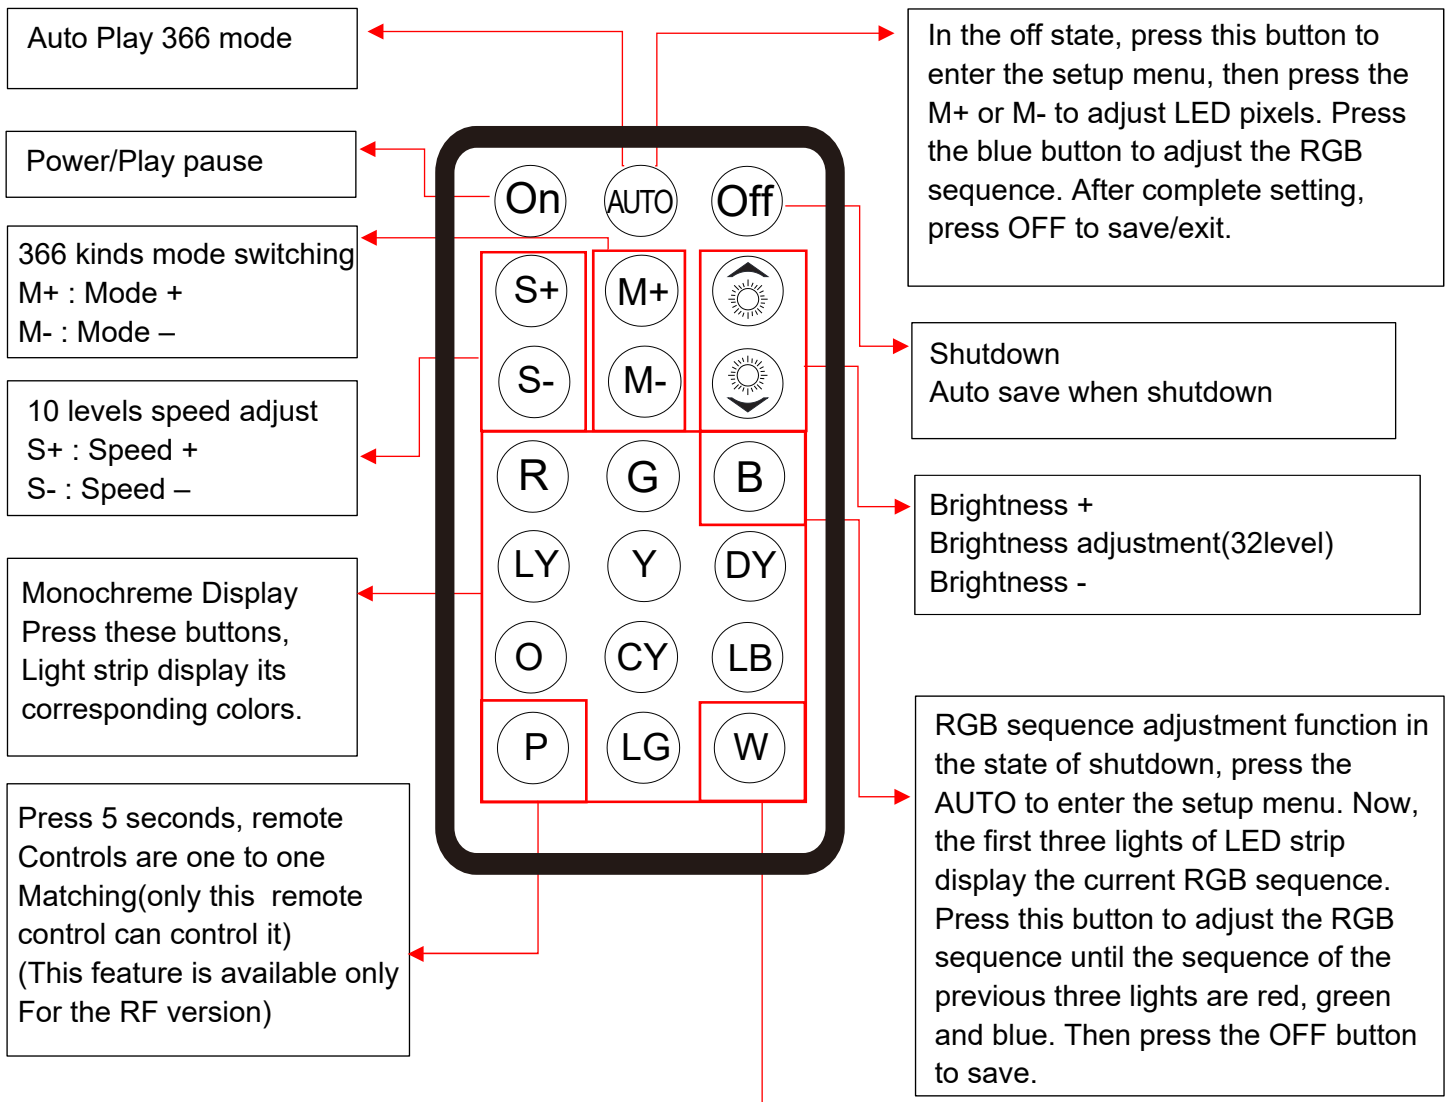 Auto Play 366 mode
Power/Play pause
366 kinds mode switching
M+ : Mode +
M- : Mode –
10 levels speed adjust
S+ : Speed +
S- : Speed –
Monochreme Display
Press these buttons,
Light strip display its
corresponding colors.
Press 5 seconds, remote
Controls are one to one
Matching(only this remote
control can control it)
(This feature is available only
For the RF version)
On AUTO Off
S+ M+
S- M-
R G B
LY Y DY
O CY LB
P LG W
In the off state, press this button to
enter the setup menu, then press the
M+ or M- to adjust LED pixels. Press
the blue button to adjust the RGB
sequence. After complete setting,
press OFF to save/exit.
Shutdown
Auto save when shutdown
Brightness +
Brightness adjustment(32level)
Brightness -
RGB sequence adjustment function in
the state of shutdown, press the
AUTO to enter the setup menu. Now,
the first three lights of LED strip
display the current RGB sequence.
Press this button to adjust the RGB
sequence until the sequence of the
previous three lights are red, green
and blue. Then press the OFF button
to save.